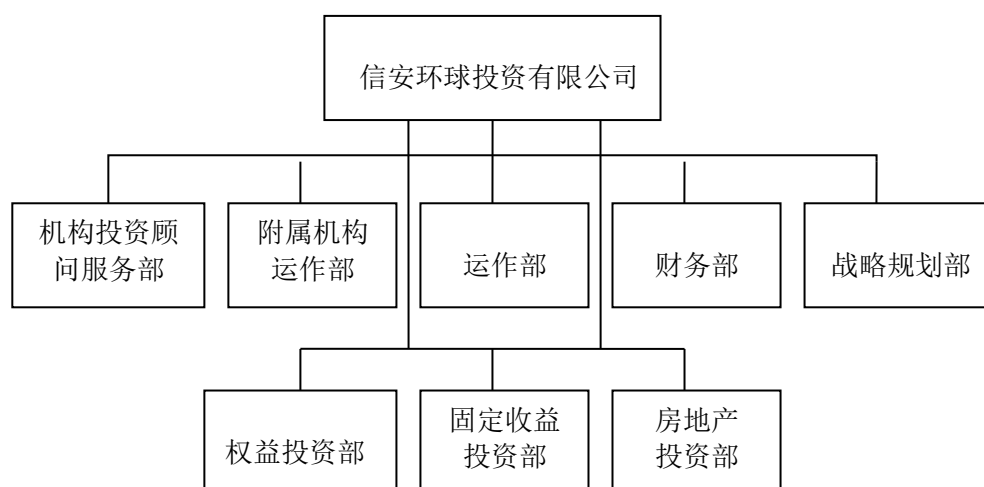 信安环球投资有限公司
机构投资顾
问服务部
附属机构
运作部
运作部
财务部
战略规划部
权益投资部
固定收益
投资部
房地产
投资部